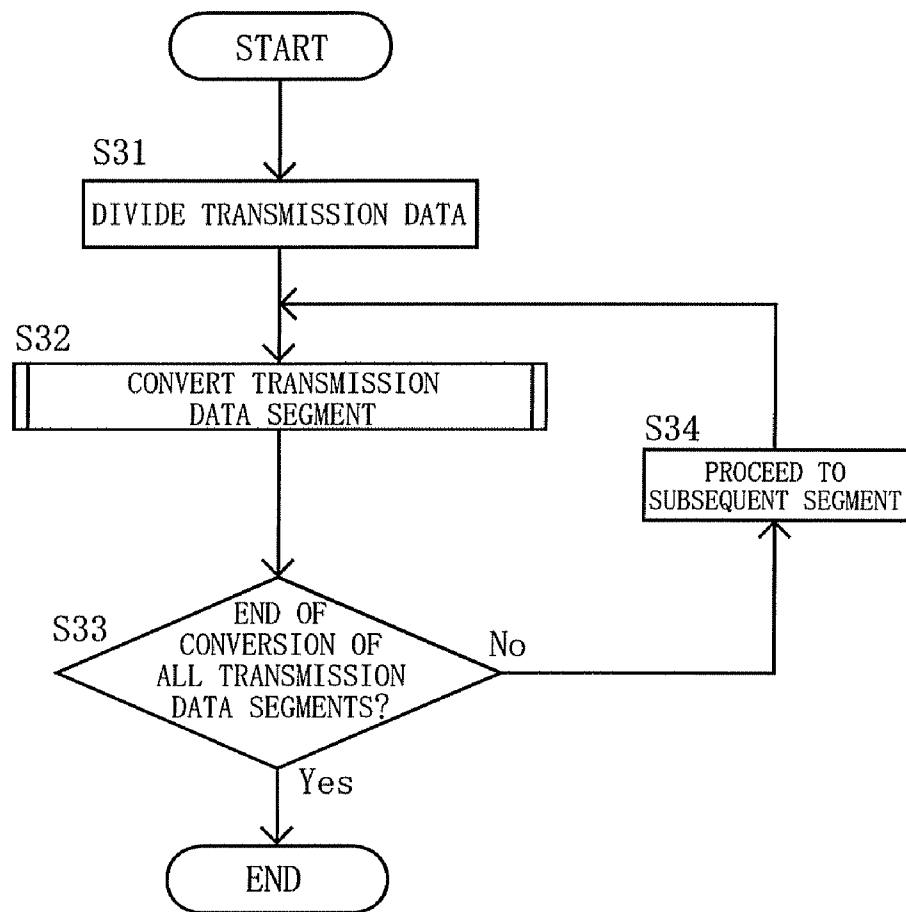 START
S31
DIVIDE TRANSMISSION DATA
S32
CONVERT TRANSMISSION
DATA SEGMENT
S34
PROCEED TO
SUBSEQUENT SEGMENT
S33
END OF
CONVERSION OF
ALL TRANSMISSION
DATA SEGMENTS?
No
Yes
END